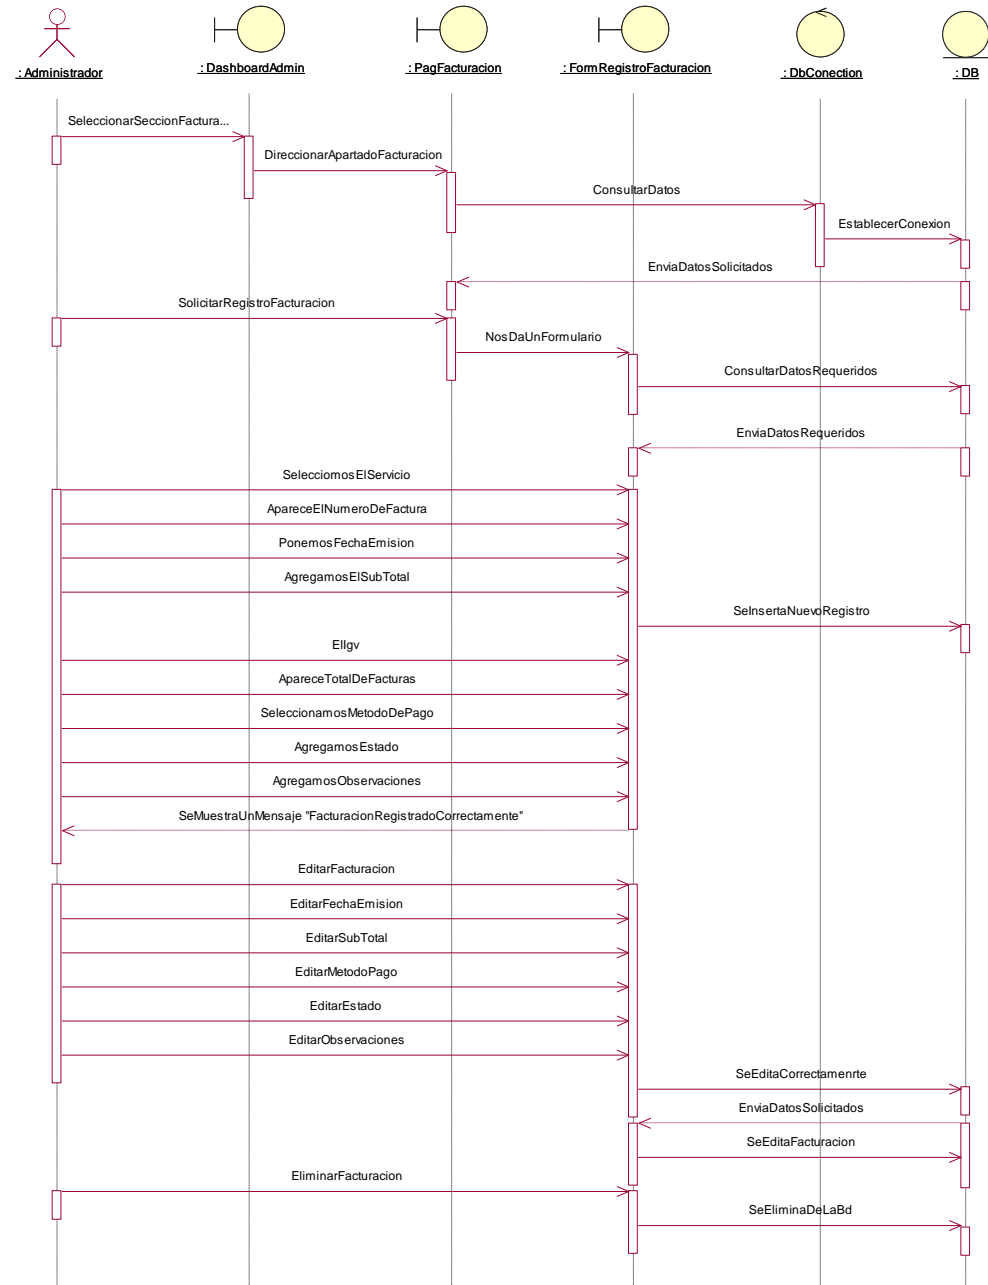 : Administrador
: DashboardAdmin
: PagFacturacion
: FormRegistroFacturacion
: DbConection
: DB
SeleccionarSeccionFactura...
DireccionarApartadoFacturacion
ConsultarDatos
EstablecerConexion
EnviaDatosSolicitados
SolicitarRegistroFacturacion
NosDaUnFormulario
ConsultarDatosRequeridos
EnviaDatosRequeridos
SelecciomosElServicio
ApareceElNumeroDeFactura
PonemosFechaEmision
AgregamosElSubTotal
SeInsertaNuevoRegistro
ElIgv
ApareceTotalDeFacturas
SeleccionamosMetodoDePago
AgregamosEstado
AgregamosObservaciones
SeMuestraUnMensaje "FacturacionRegistradoCorrectamente"
EditarFacturacion
EditarFechaEmision
EditarSubTotal
EditarMetodoPago
EditarEstado
EditarObservaciones
SeEditaCorrectamenrte
EnviaDatosSolicitados
SeEditaFacturacion
EliminarFacturacion
SeEliminaDeLaBd